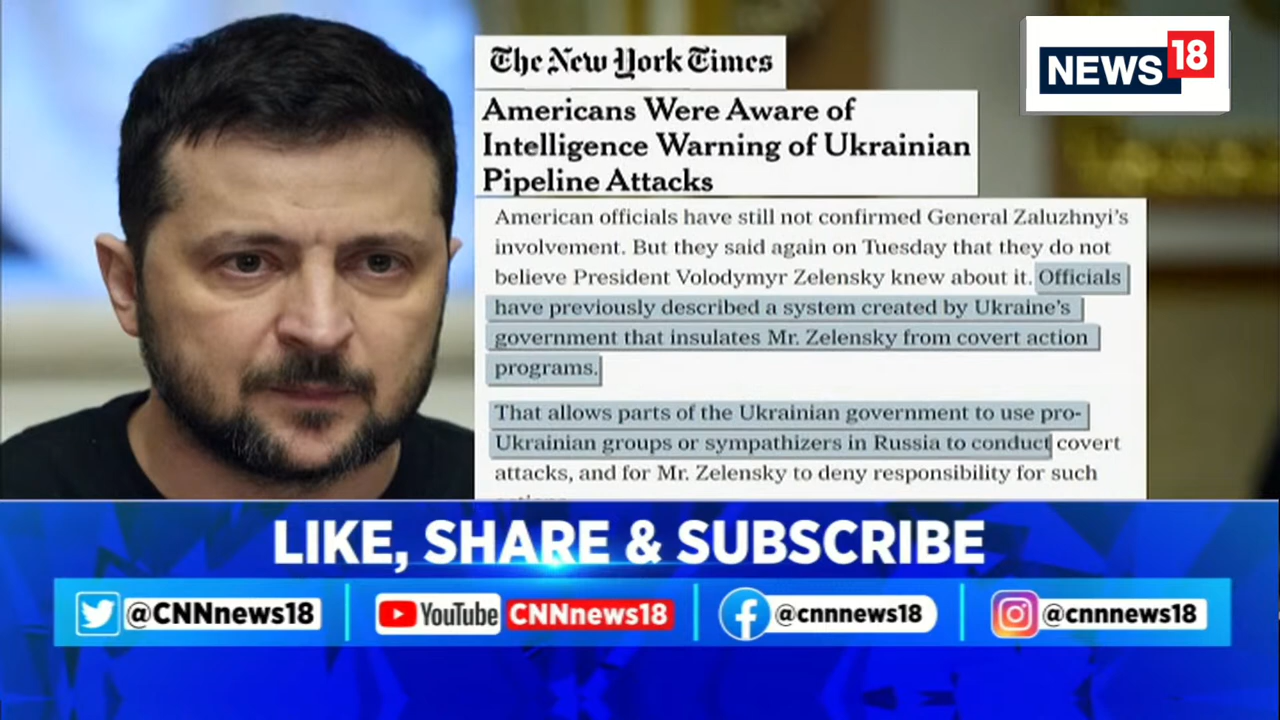 The New York Times
NEWS 18
Americans Were Aware of
Intelligence Warning of Ukrainian
Pipeline Attacks
American officials have still not confirmed General Zaluzhnyi's
involvement. But they said again on Tuesday that they do not
believe President Volodymyr Zelensky knew about it. Officials
have previously described a system created by Ukraine's
government that insulates Mr. Zelensky from covert action
programs.
That allows parts of the Ukrainian government to use pro-
Ukrainian groups or sympathizers in Russia to conduct covert
attacks, and for Mr. Zelensky to deny responsibility for such
LIKE, SHARE & SUBSCRIBE
@CNNnews18
YouTube CNNnews18
@cnnnews18
@cnnnews18